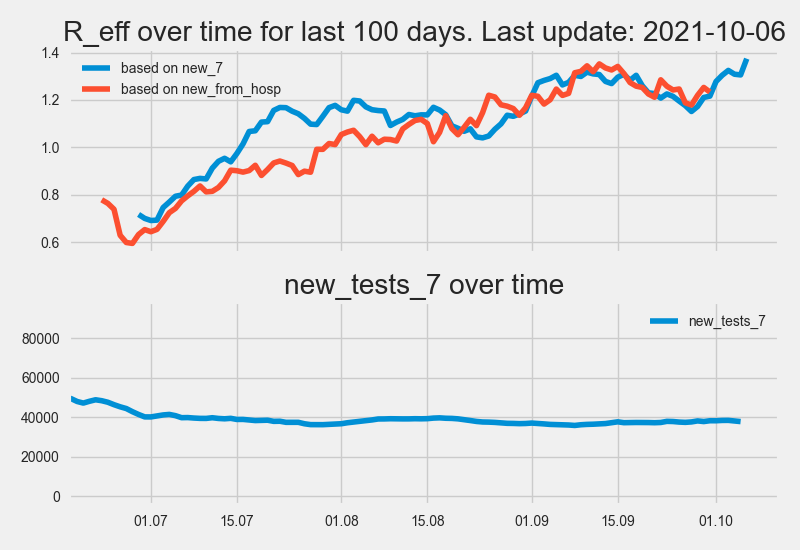 R_eff over time for last 100 days. Last update: 2021-10-06
1.4
based on new_7
based on new_from_hosp
1.2
1.0
0.8
0.6
new_tests_7 over time
new_tests_7
80000
60000
40000
20000
0
01.07 15.07 01.08 15.08 01.09 15.09 01.10